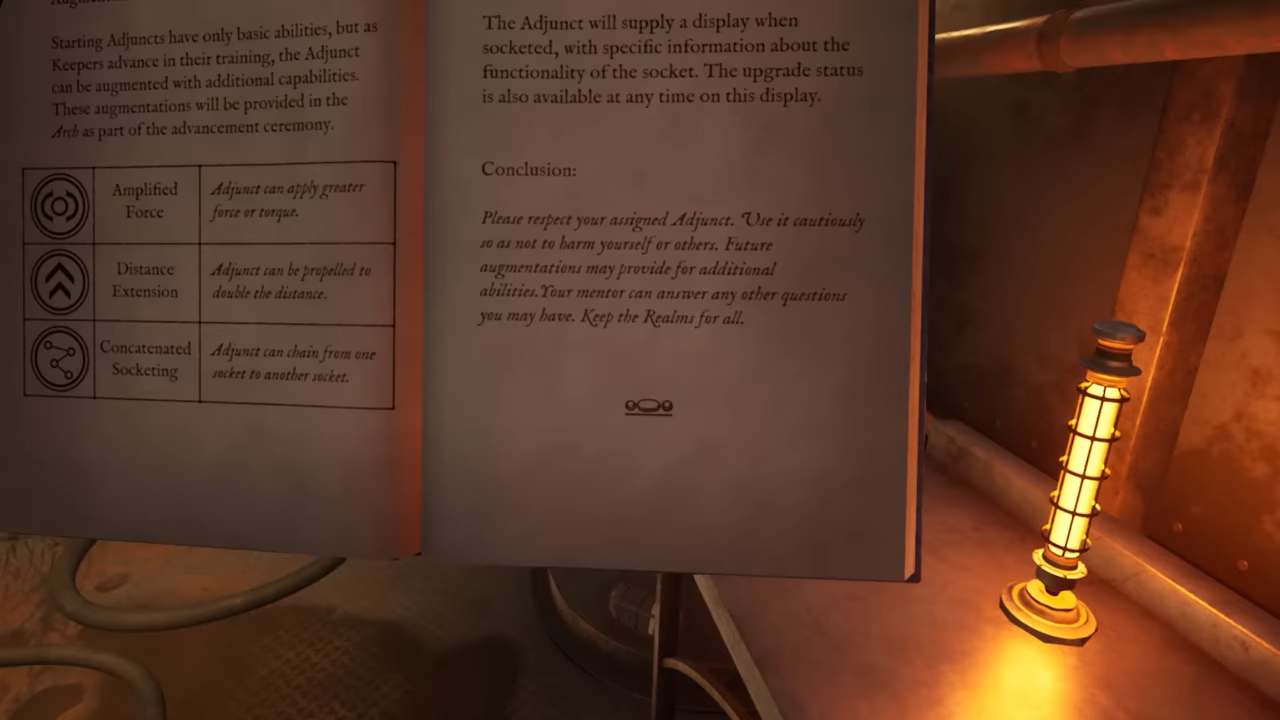 Starting Adjuncts have only basic abilities, but as
Keepers advance in their training, the Adjunct
can be augmented with additional capabilities.
These augmentations will be provided in the
Arch as part of the advancement ceremony.
Amplified
Force
Adjunct can apply greater
force or torque.
Distance
Extension
Adjunct can be propelled to
double the distance.
Concatenated
Socketing
Adjunct can chain from one
socket to another socket.
The Adjunct will supply a display when
socketed, with specific information about the
functionality of the socket. The upgrade status
is also available at any time on this display.
Conclusion:
Please respect your assigned Adjunct. Use it cautiously
so as not to harm yourself or others. Future
augmentations may provide for additional
abilities.Your mentor can answer any other questions
you may have. Keep the Realms for all.